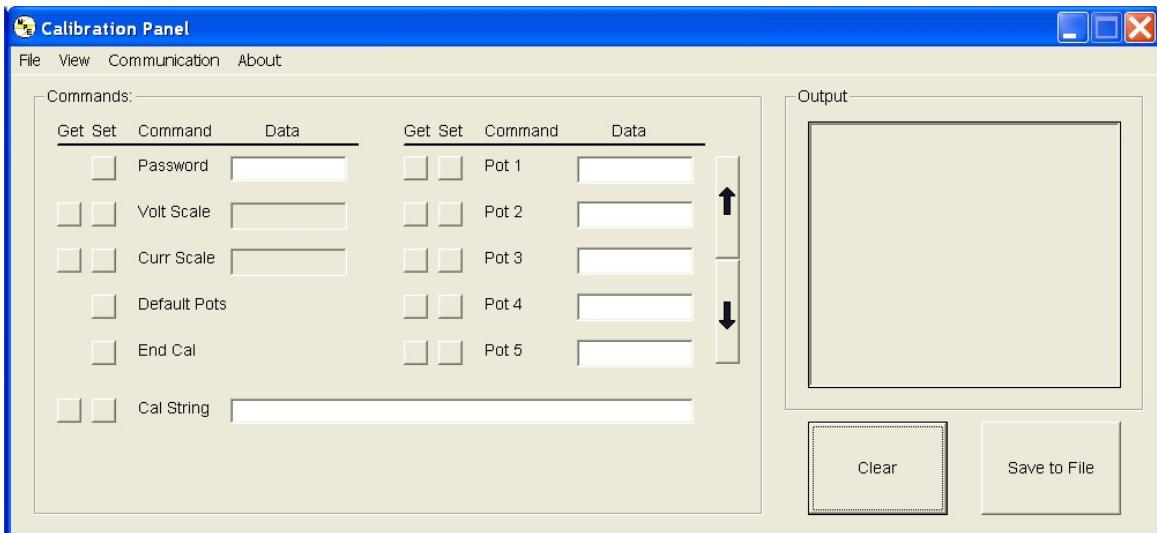 NPE
Calibration Panel
File View Communication About
Commands:
Get Set Command Data
Password
Volt Scale
Curr Scale
Default Pots
End Cal
Cal String
Get Set Command Data
Pot 1
Pot 2
Pot 3
Pot 4
Pot 5
Output
Clear
Save to File